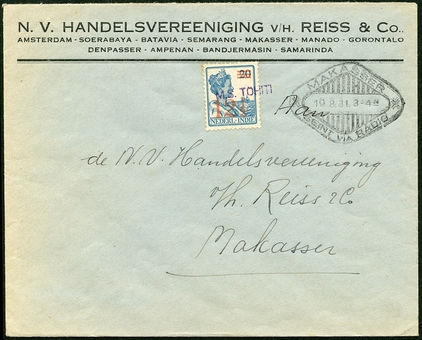 N. V. HANDELSVEREENIGING V/H. REISS & Co..
AMSTERDAM - SOERABAYA - BATAVIA - SEMARANG - MAKASSER - MANADO - GORONTALO
DENPASSER - AMPENAN - BANDJERMASIN - SAMARINDA
20
M.S. TOHITI
NEDERL.-INDIE
MAKASSER
10.8.31.3-4N
SEINT VIA RADIO
Aan
de N.V. Handelsvereeniging
v/h. Reiss & Co
Makasser